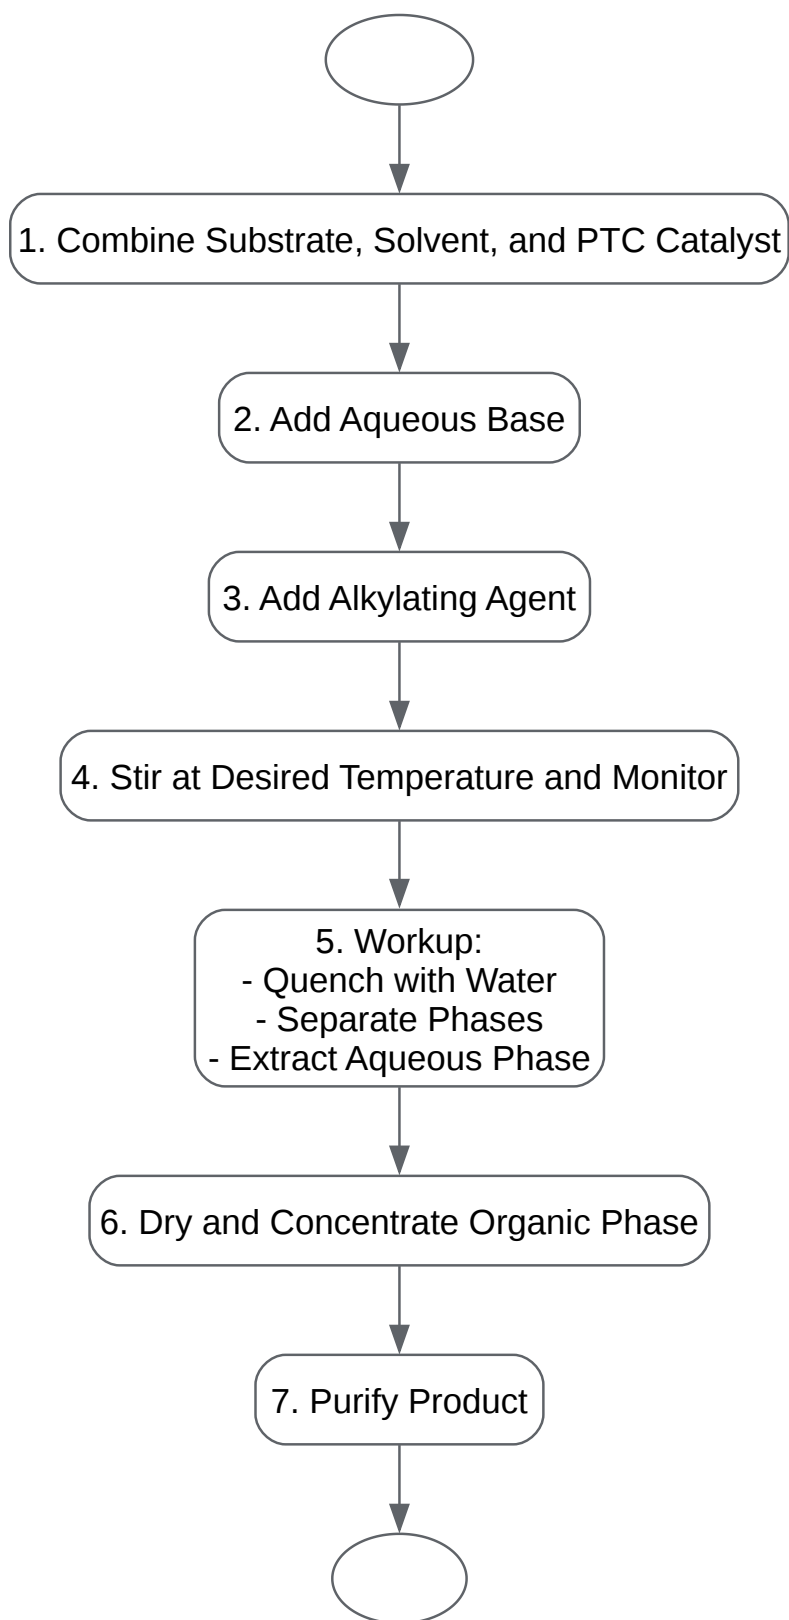 1. Combine Substrate, Solvent, and PTC Catalyst
2. Add Aqueous Base
3. Add Alkylating Agent
4. Stir at Desired Temperature and Monitor
5. Workup:
- Quench with Water
- Separate Phases
- Extract Aqueous Phase
6. Dry and Concentrate Organic Phase
7. Purify Product